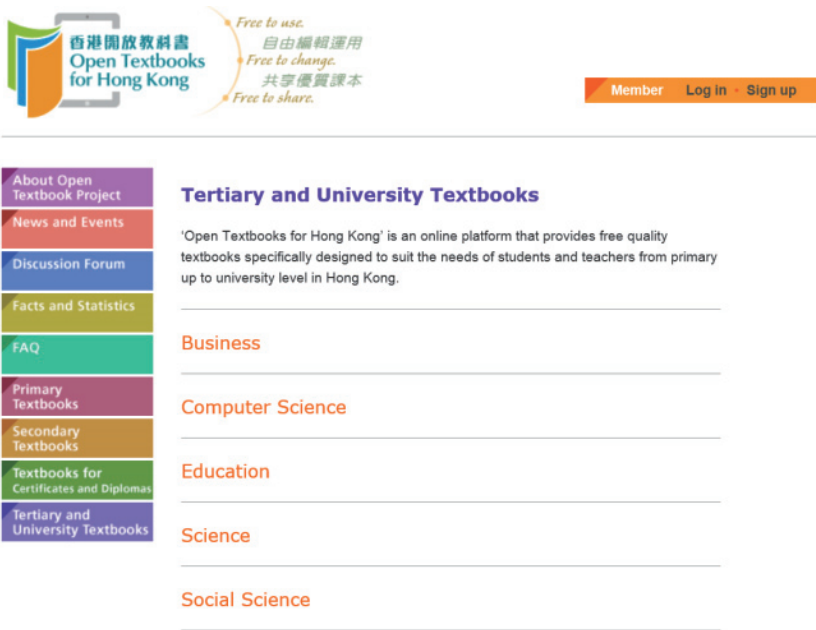 香港開放教科書
Open Textbooks
for Hong Kong
Free to use.
自由編輯運用
Free to change.
共享優質課本
Free to share.
Member Log in • Sign up
About Open
Textbook Project
News and Events
Discussion Forum
Facts and Statistics
FAQ
Primary
Textbooks
Secondary
Textbooks
Textbooks for
Certificates and Diplomas
Tertiary and
University Textbooks
Tertiary and University Textbooks
'Open Textbooks for Hong Kong' is an online platform that provides free quality
textbooks specifically designed to suit the needs of students and teachers from primary
up to university level in Hong Kong.
Business
Computer Science
Education
Science
Social Science